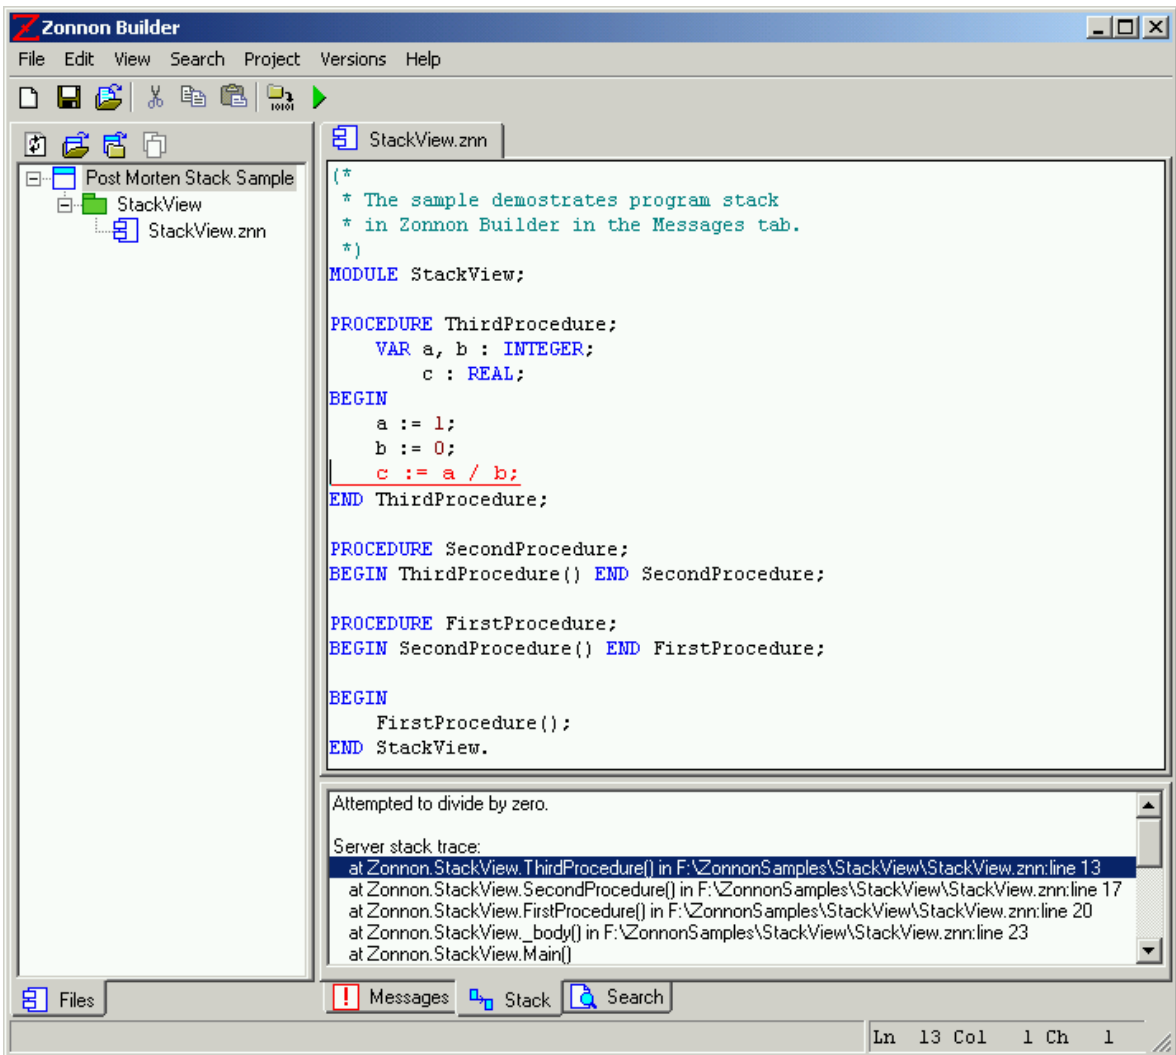 Zonnon Builder
File Edit View Search Project Versions Help
StackView.znn
Post Morten Stack Sample
StackView
StackView.znn
(*
 * The sample demostrates program stack
 * in Zonnon Builder in the Messages tab.
 *)
MODULE StackView;
PROCEDURE ThirdProcedure;
    VAR a, b : INTEGER;
        c : REAL;
BEGIN
    a := 1;
    b := 0;
    c := a / b;
END ThirdProcedure;
PROCEDURE SecondProcedure;
BEGIN ThirdProcedure() END SecondProcedure;
PROCEDURE FirstProcedure;
BEGIN SecondProcedure() END FirstProcedure;
BEGIN
    FirstProcedure();
END StackView.
Attempted to divide by zero.
Server stack trace:
at Zonnon.StackView.ThirdProcedure() in F:\ZonnonSamples\StackView\StackView.znn:line 13
at Zonnon.StackView.SecondProcedure() in F:\ZonnonSamples\StackView\StackView.znn:line 17
at Zonnon.StackView.FirstProcedure() in F:\ZonnonSamples\StackView\StackView.znn:line 20
at Zonnon.StackView._body() in F:\ZonnonSamples\StackView\StackView.znn:line 23
at Zonnon.StackView.Main()
Files
Messages Stack Search
Ln 13 Col 1 Ch 1